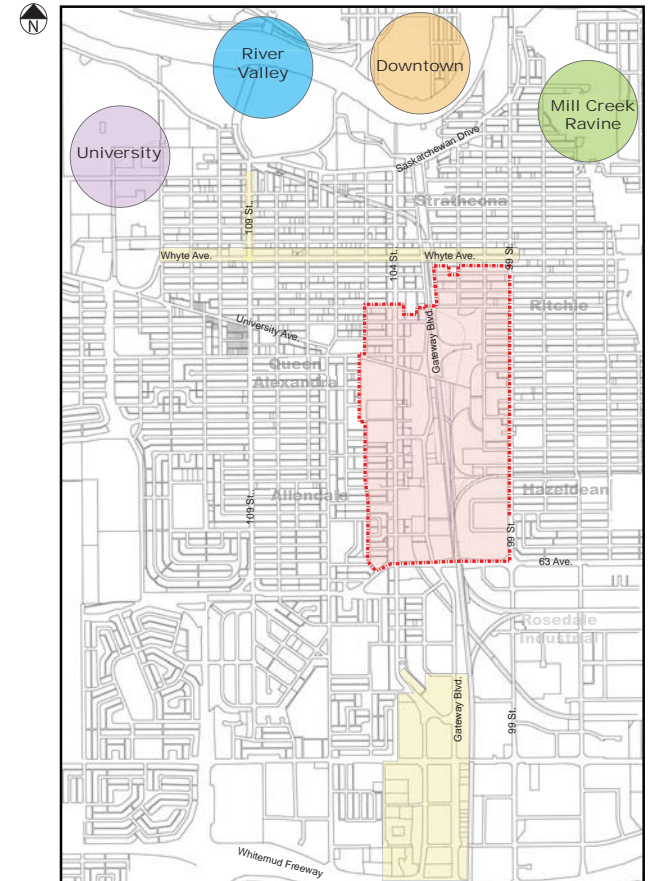 N
River
Valley
Downtown
Mill Creek
Ravine
University
Saskatchewan Drive
Strathcona
109 St.
Whyte Ave.
104 St.
Whyte Ave.
99 St.
Ritchie
University Ave.
Gateway Blvd.
Queen
Alexandra
Allendale
Hazeldean
109 St.
99 St.
63 Ave.
Rosedale
Industrial
Gateway Blvd.
99 St.
Whitemud Freeway